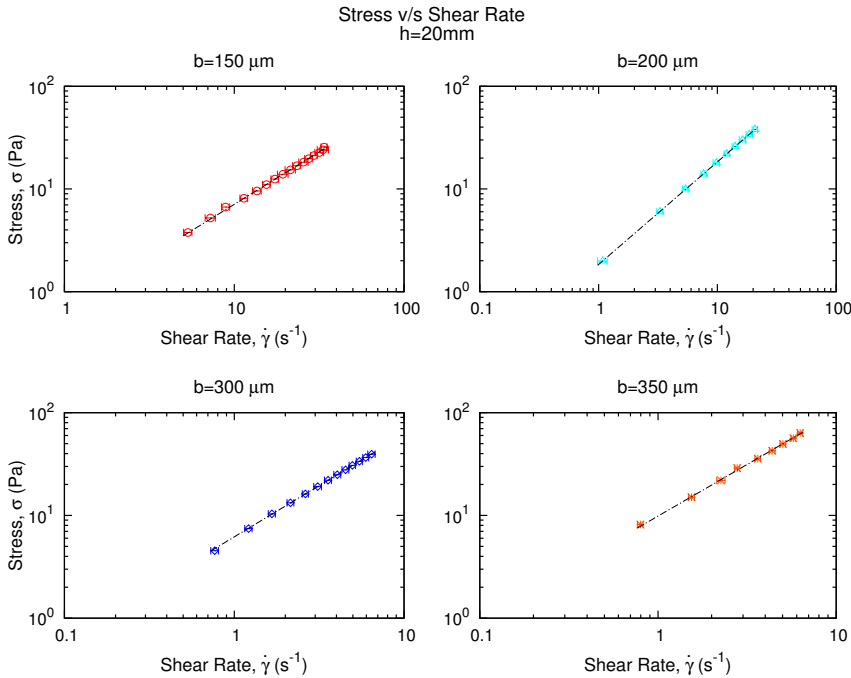 Stress v/s Shear Rate
h=20mm
b=150 μm
10²
10¹
10⁰
1 10 100
Stress, σ (Pa)
Shear Rate, γ̇ (s⁻¹)
b=200 μm
10²
10¹
10⁰
0.1 1 10 100
Shear Rate, γ̇ (s⁻¹)
b=300 μm
10²
10¹
10⁰
0.1 1 10
Stress, σ (Pa)
Shear Rate, γ̇ (s⁻¹)
b=350 μm
10²
10¹
10⁰
0.1 1 10
Shear Rate, γ̇ (s⁻¹)